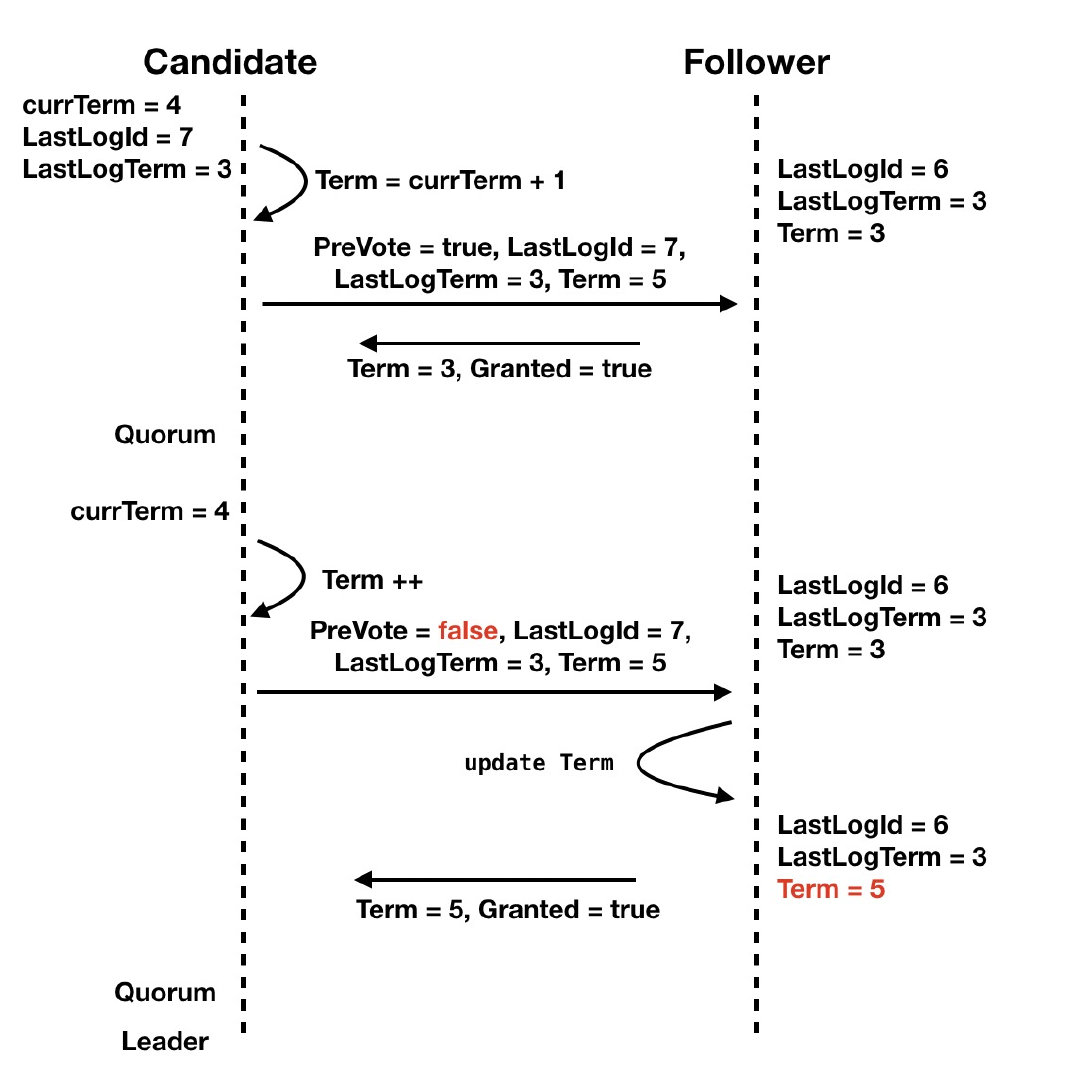 Candidate
Follower
currTerm = 4
LastLogId = 7
LastLogTerm = 3
Term = currTerm + 1
LastLogId = 6
LastLogTerm = 3
Term = 3
PreVote = true, LastLogId = 7,
LastLogTerm = 3, Term = 5
Term = 3, Granted = true
Quorum
currTerm = 4
Term ++
LastLogId = 6
LastLogTerm = 3
Term = 3
PreVote = false, LastLogId = 7,
LastLogTerm = 3, Term = 5
update Term
LastLogId = 6
LastLogTerm = 3
Term = 5
Term = 5, Granted = true
Quorum
Leader